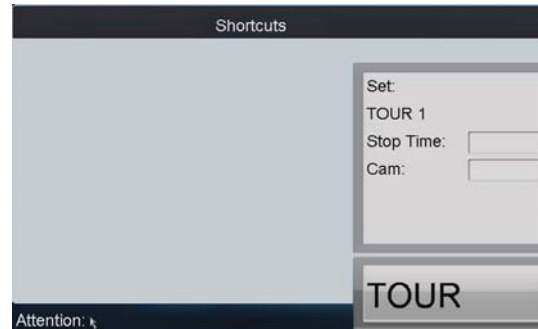 Shortcuts
Set:
TOUR 1
Stop Time:
Cam:
TOUR
Attention: